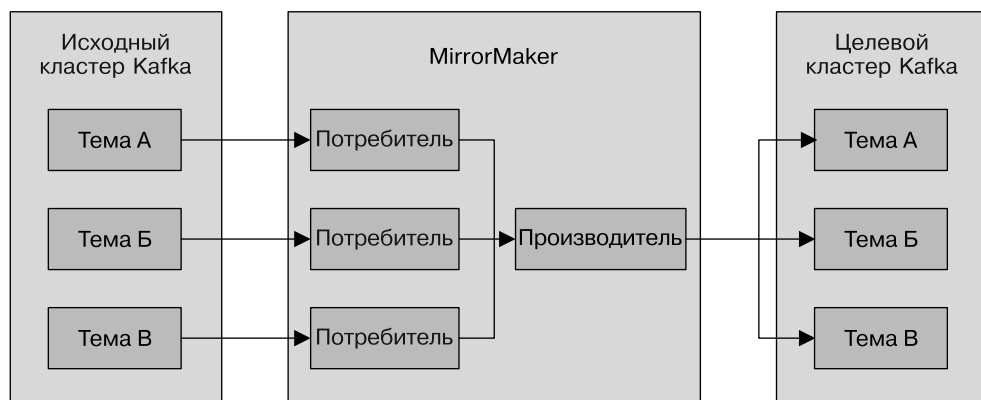 Исходный
кластер Kafka
Тема А
Тема Б
Тема В
MirrorMaker
Потребитель
Потребитель
Потребитель
Производитель
Целевой
кластер Kafka
Тема А
Тема Б
Тема В